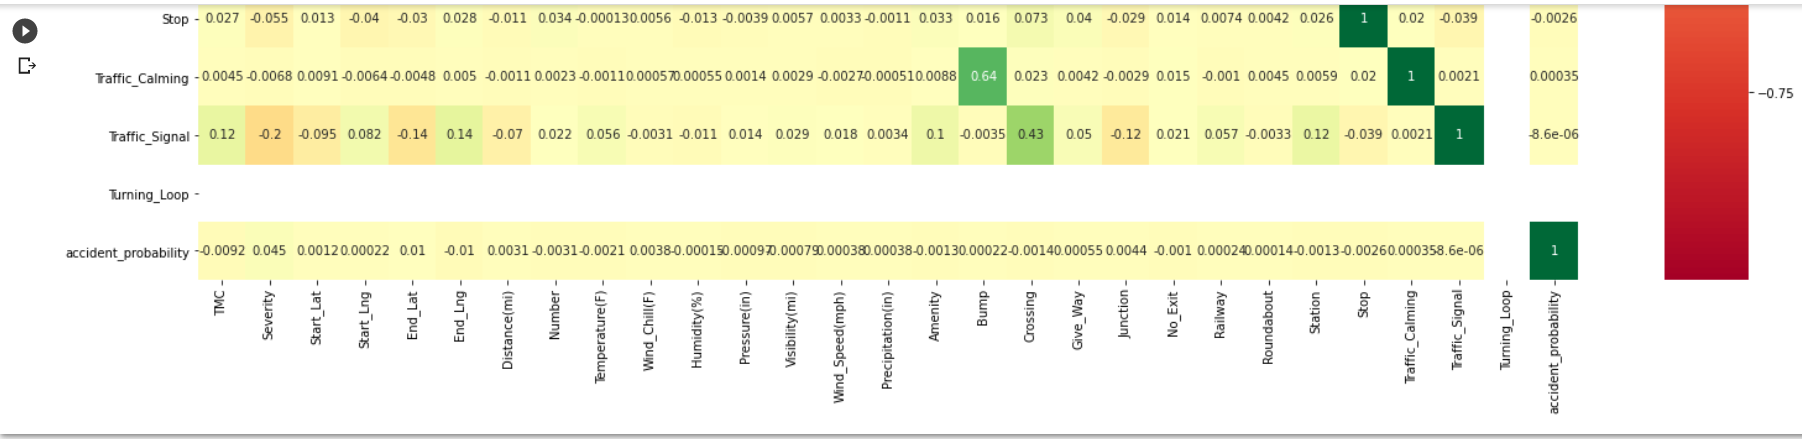 Stop 0.027 -0.055 0.013 -0.04 -0.03 0.028 -0.011 0.034 -0.00013 0.0056 -0.013 -0.0039 0.0057 0.0033 -0.0011 0.033 0.016 0.073 0.04 -0.029 0.014 0.0074 0.0042 0.026 1 0.02 -0.039 -0.0026
Traffic_Calming 0.0045 -0.0068 0.0091 -0.0064 -0.0048 0.005 -0.0011 0.0023 -0.0011 0.00057 0.00055 0.0014 0.0029 -0.0027 -0.00051 0.0088 0.64 0.023 0.0042 -0.0029 0.015 -0.001 0.0045 0.0059 0.02 1 0.0021 0.00035
−0.75
Traffic_Signal 0.12 -0.2 -0.095 0.082 -0.14 0.14 -0.07 0.022 0.056 -0.0031 -0.011 0.014 0.029 0.018 0.0034 0.1 -0.0035 0.43 0.05 -0.12 0.021 0.057 -0.0033 0.12 -0.039 0.0021 1 -8.6e-06
Turning_Loop
accident_probability -0.0092 0.045 0.0012 0.00022 0.01 -0.01 0.0031 -0.0031 -0.0021 0.0038 -0.00015 -0.00097 -0.00079 0.00038 0.00038 -0.0013 0.00022 -0.0014 0.00055 0.0044 -0.001 0.00024 0.00014 -0.0013 -0.0026 0.00035 -8.6e-06 1
TMC
Severity
Start_Lat
Start_Lng
End_Lat
End_Lng
Distance(mi)
Number
Temperature(F)
Wind_Chill(F)
Humidity(%)
Pressure(in)
Visibility(mi)
Wind_Speed(mph)
Precipitation(in)
Amenity
Bump
Crossing
Give_Way
Junction
No_Exit
Railway
Roundabout
Station
Stop
Traffic_Calming
Traffic_Signal
Turning_Loop
accident_probability